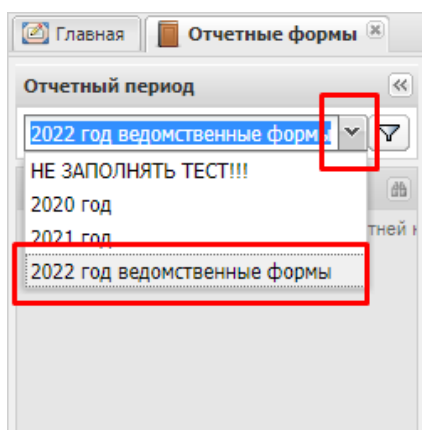 Главная
Отчетные формы
Отчетный период
2022 год ведомственные формы
НЕ ЗАПОЛНЯТЬ ТЕСТ!!!
2020 год
2021 год
тней
2022 год ведомственные формы